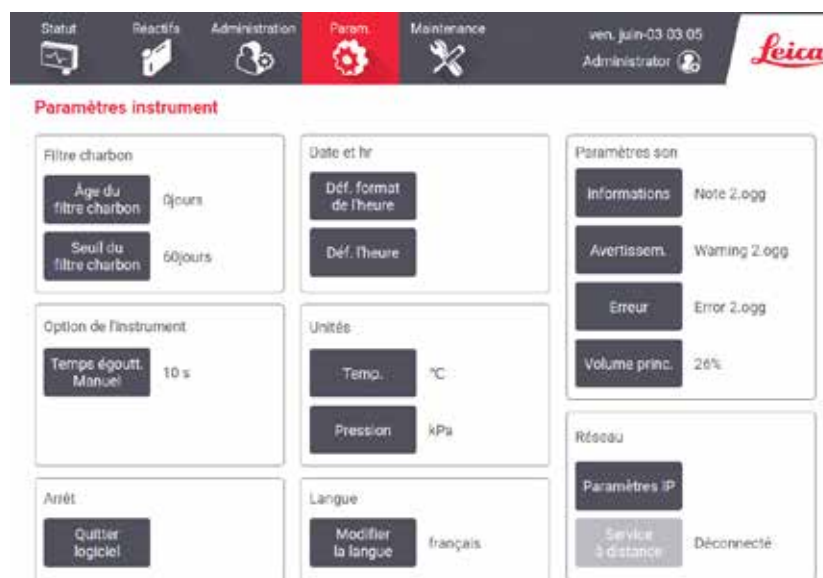 Statut
Réactifs
Administration
Param.
Maintenance
ven. juin-03 03 05
Administrator
Leica
Paramètres instrument
Filtre charbon
Âge du
filtre charbon
0jours
Seuil du
filtre charbon
60jours
Date et hr
Déf. format
de l'heure
Déf. l'heure
Paramètres son
Informations
Note 2.ogg
Avertissem.
Warning 2.ogg
Erreur
Error 2.ogg
Volume princ.
26%
Option de l'instrument
Temps égoutt.
Manuel
10 s
Unités
Temp.
°C
Pression
kPa
Réseau
Paramètres IP
Service
à distance
Déconnecté
Arrêt
Quitter
logiciel
Langue
Modifier
la langue
français